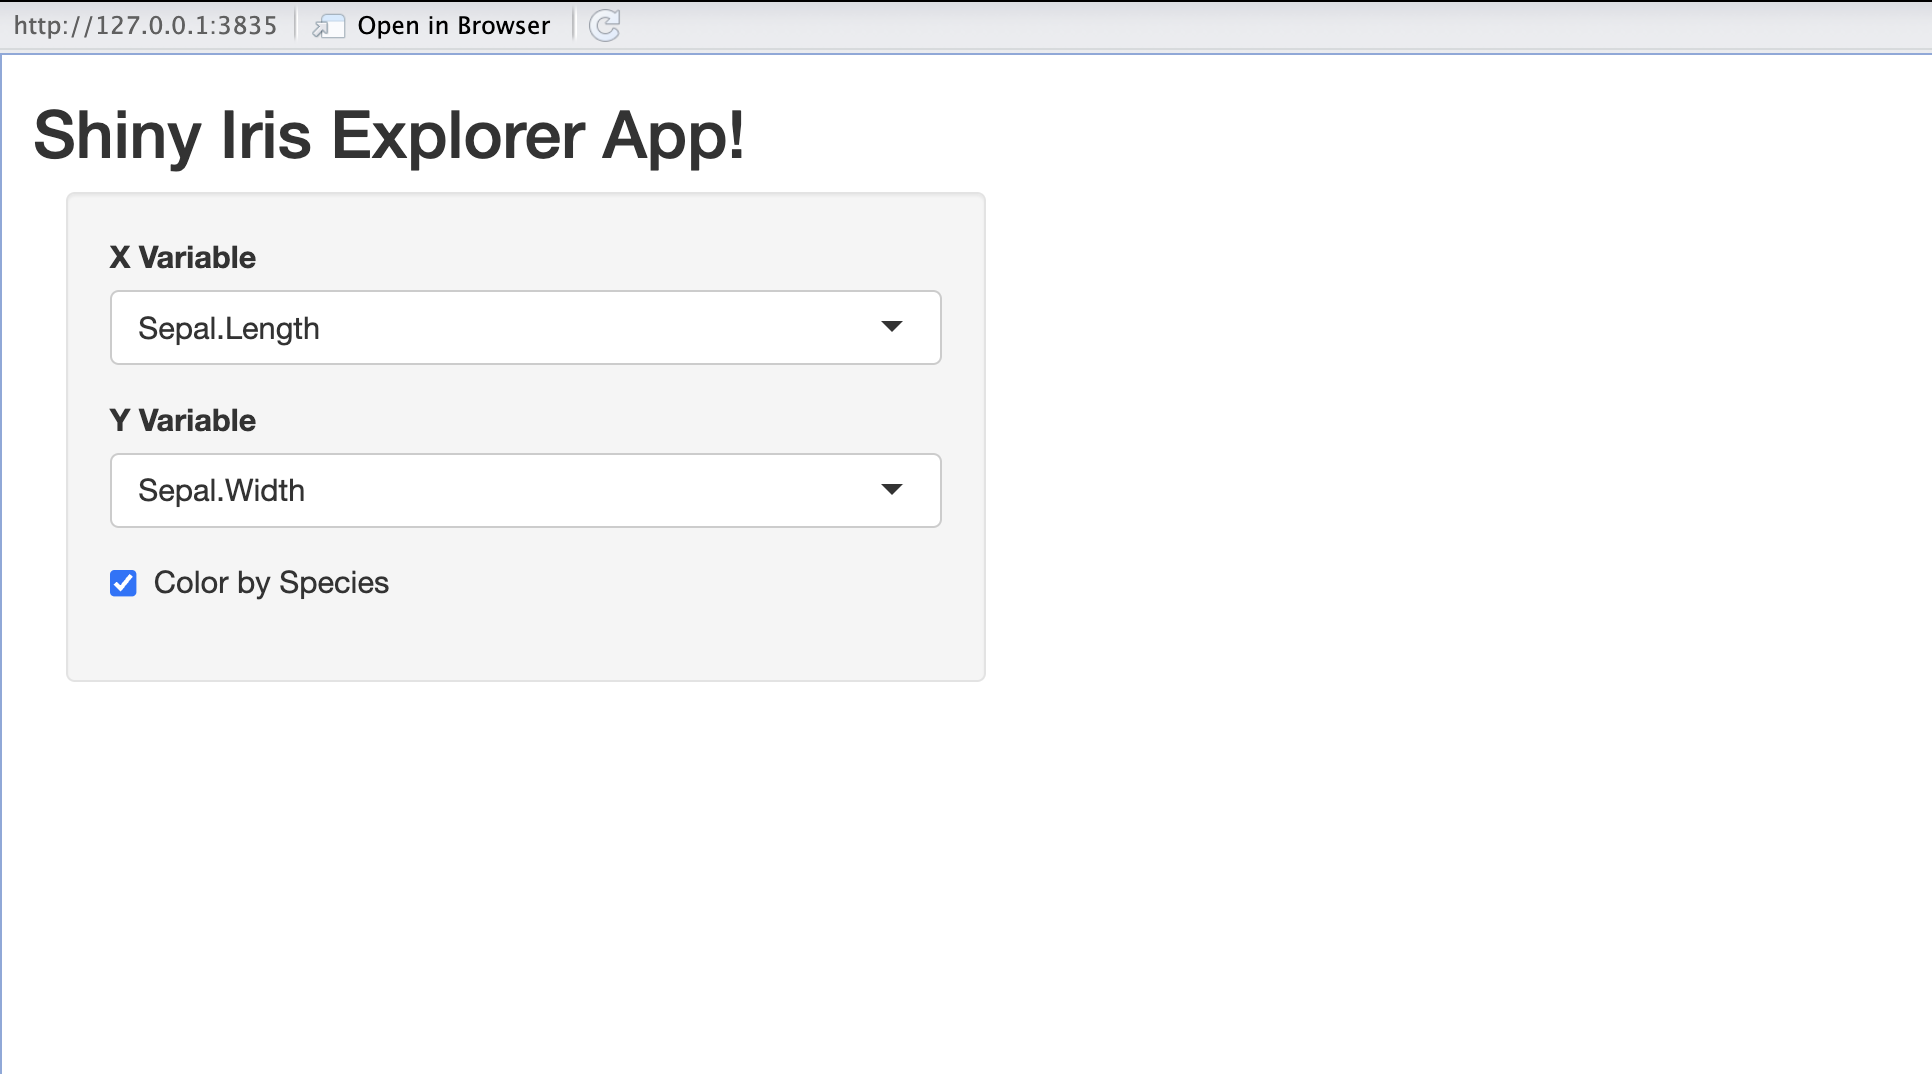 http://127.0.0.1:3835 Open in Browser
Shiny Iris Explorer App!
X Variable
Sepal.Length
Y Variable
Sepal.Width
Color by Species